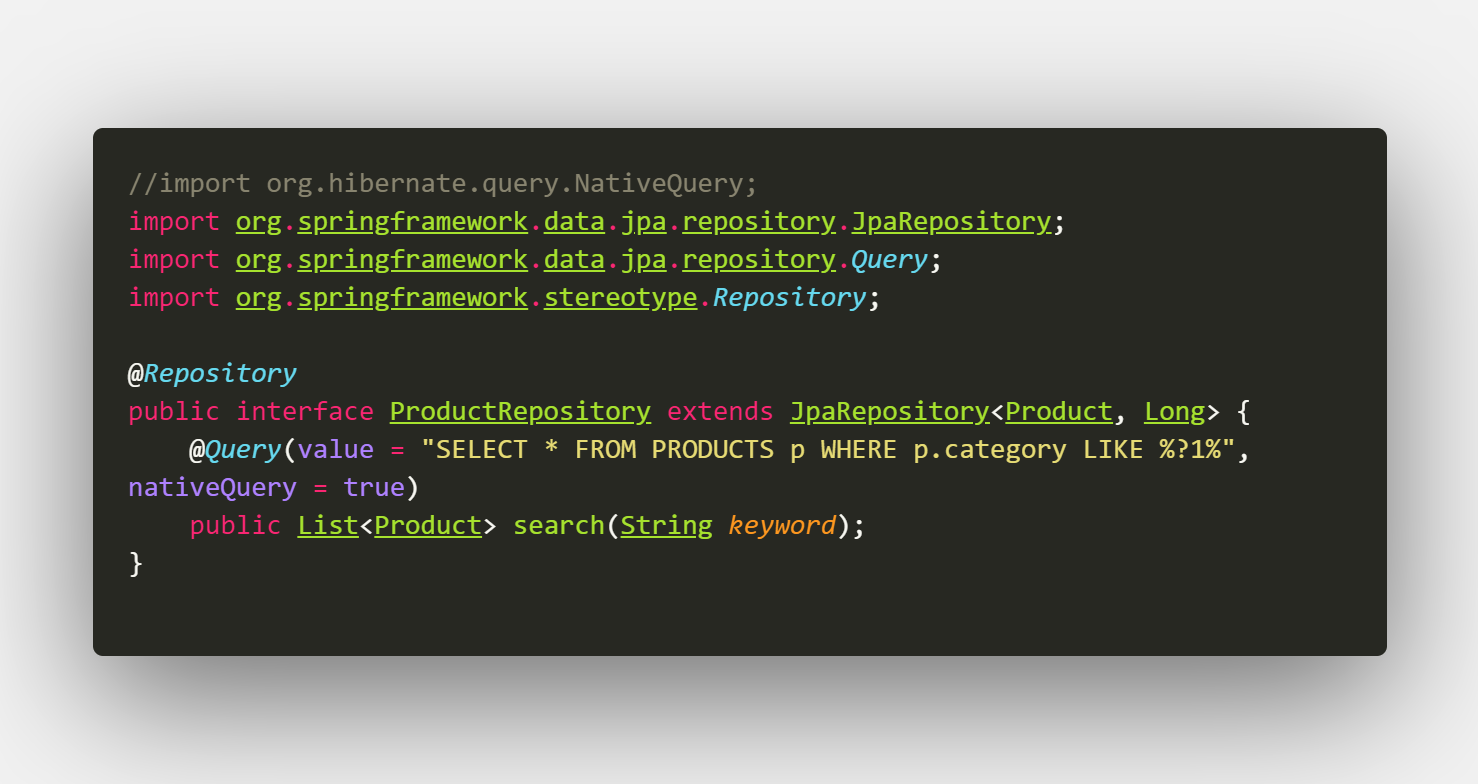 //import org.hibernate.query.NativeQuery;
import org.springframework.data.jpa.repository.JpaRepository;
import org.springframework.data.jpa.repository.Query;
import org.springframework.stereotype.Repository;

@Repository
public interface ProductRepository extends JpaRepository<Product, Long> {
    @Query(value = "SELECT * FROM PRODUCTS p WHERE p.category LIKE %?1%",
nativeQuery = true)
    public List<Product> search(String keyword);
}